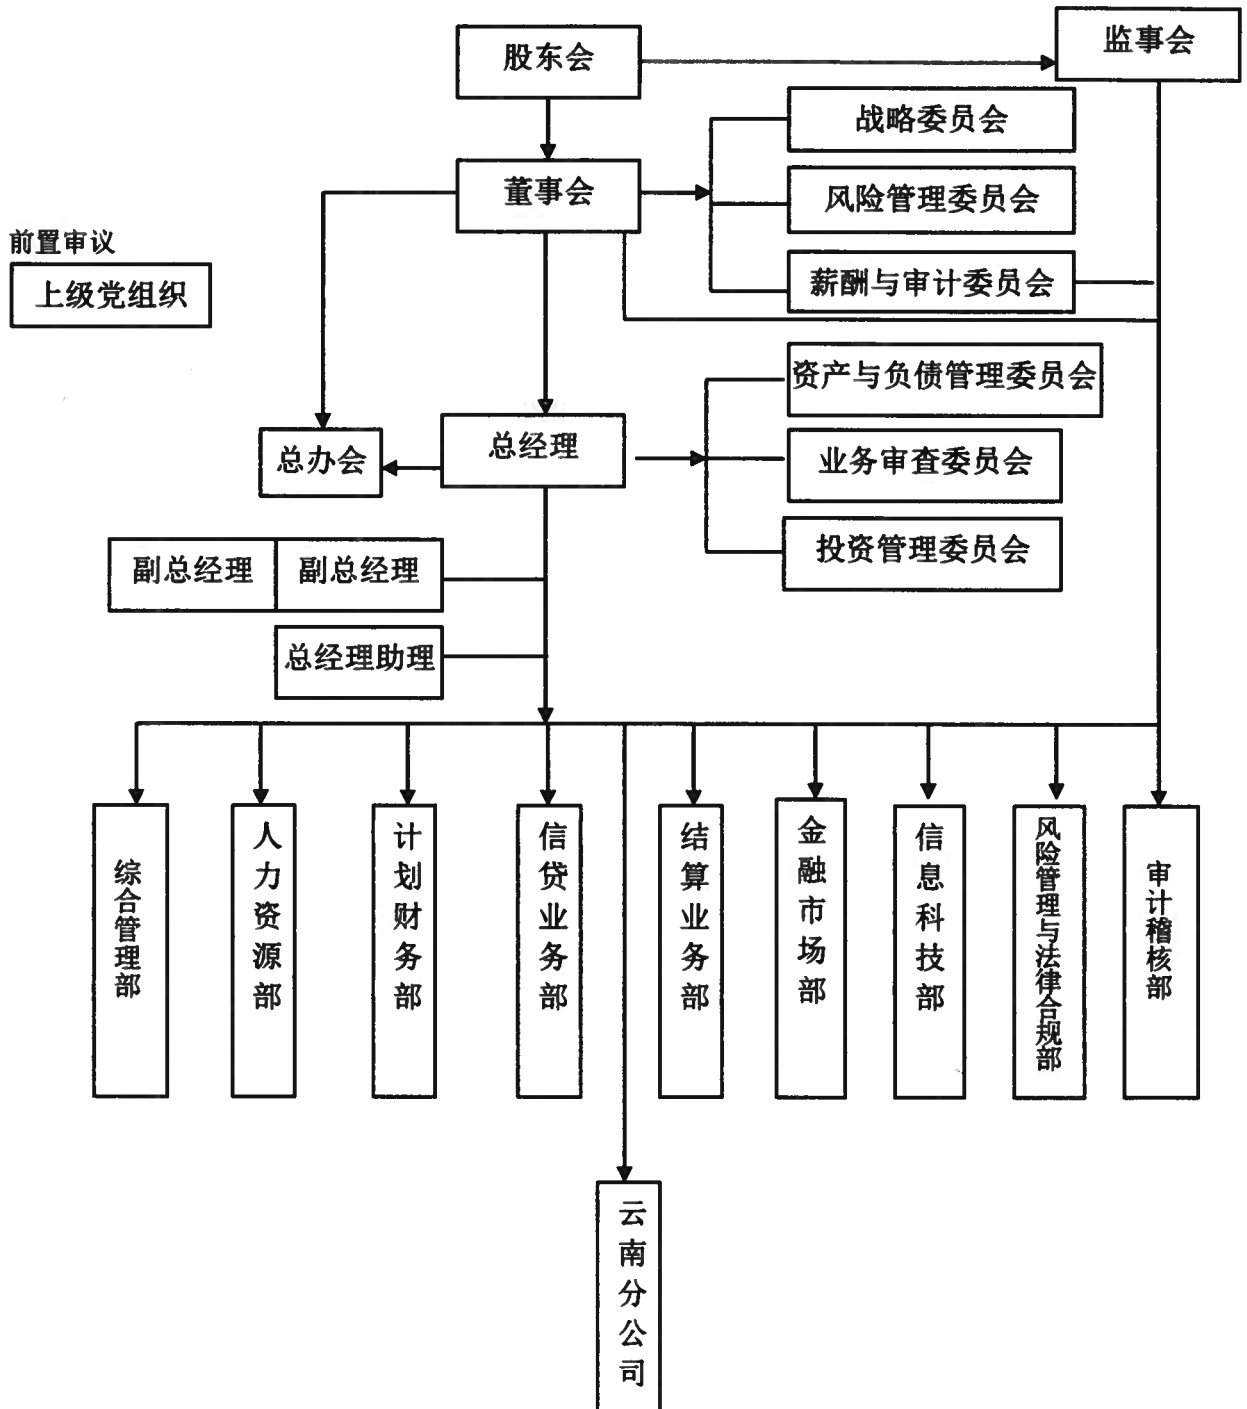 股东会
监事会
战略委员会
董事会
风险管理委员会
前置审议
上级党组织
薪酬与审计委员会
资产与负债管理委员会
总办会
总经理
业务审查委员会
投资管理委员会
副总经理
副总经理
总经理助理
综合管理部
人力资源部
计划财务部
信贷业务部
结算业务部
金融市场部
信息科技部
风险管理与法律合规部
审计稽核部
云南分公司